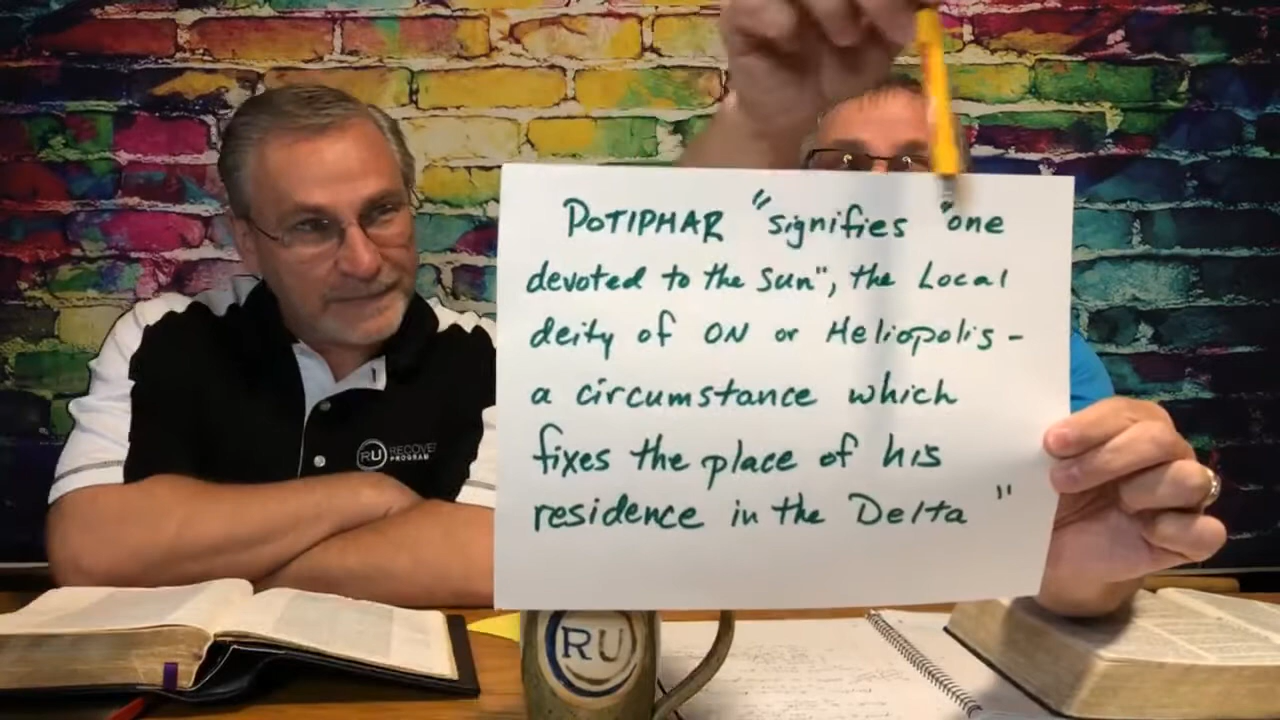 POTIPHAR "signifies "one
devoted to the sun", the Local
deity of ON or Heliopolis -
a circumstance which
fixes the place of his
residence in the Delta "
RU
PROGRAM
RU